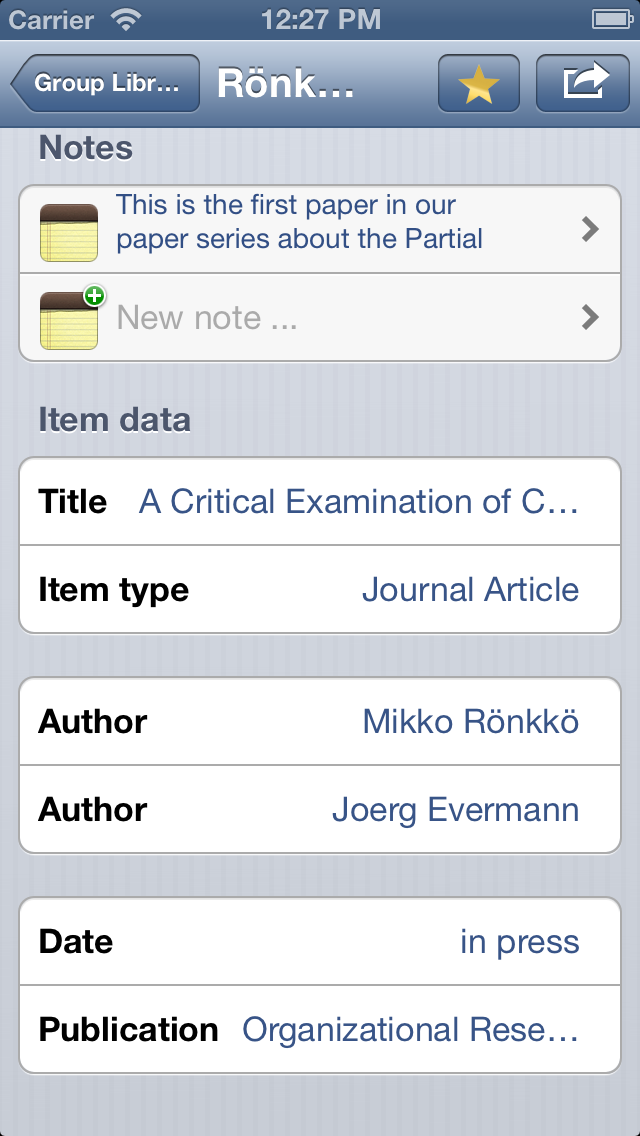 Carrier 12:27 PM
Group Libr... Rönk...
Notes
This is the first paper in our
paper series about the Partial
New note ...
Item data
Title A Critical Examination of C...
Item type Journal Article
Author Mikko Rönkkö
Author Joerg Evermann
Date in press
Publication Organizational Rese...